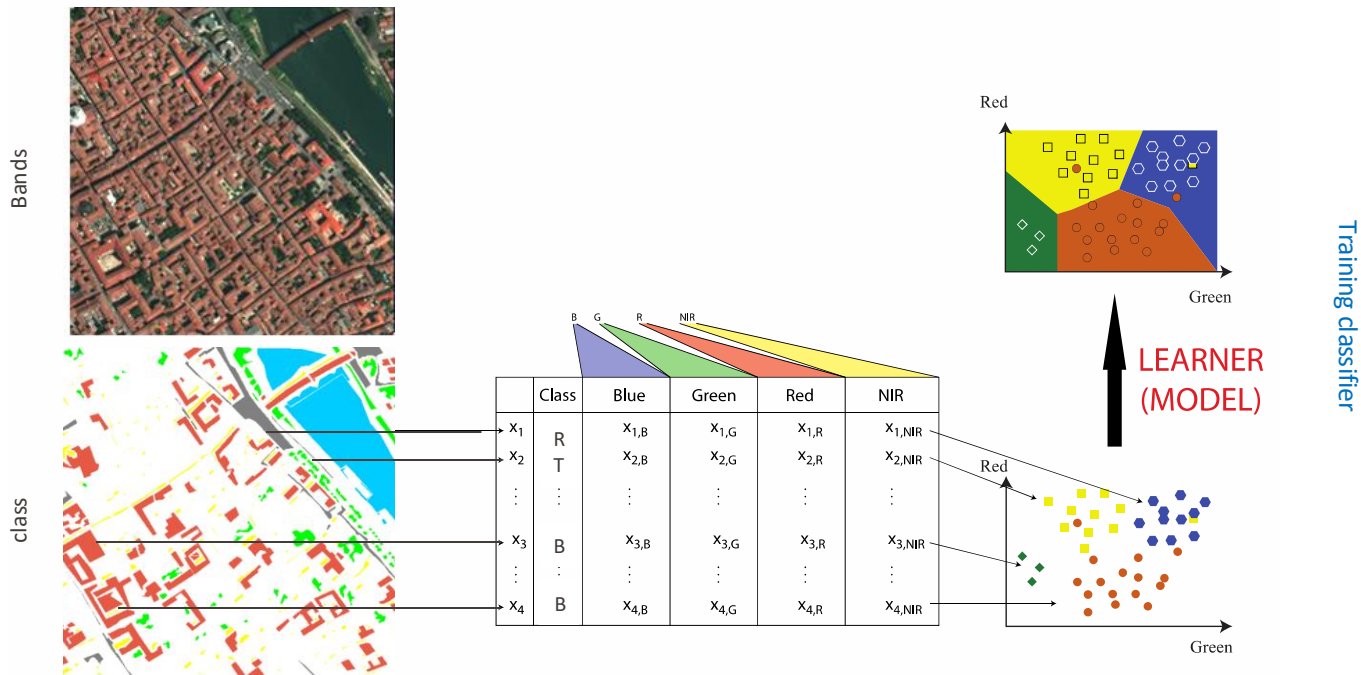 Bands
class
B G R NIR
Class Blue Green Red NIR
x1 R x1,B x1,G x1,R x1,NIR
x2 T x2,B x2,G x2,R x2,NIR
⋮ ⋮ ⋮ ⋮ ⋮
x3 B x3,B x3,G x3,R x3,NIR
⋮ ⋮ ⋮ ⋮ ⋮
x4 B x4,B x4,G x4,R x4,NIR
Red
Green
LEARNER
(MODEL)
Red
Green
Training classifier